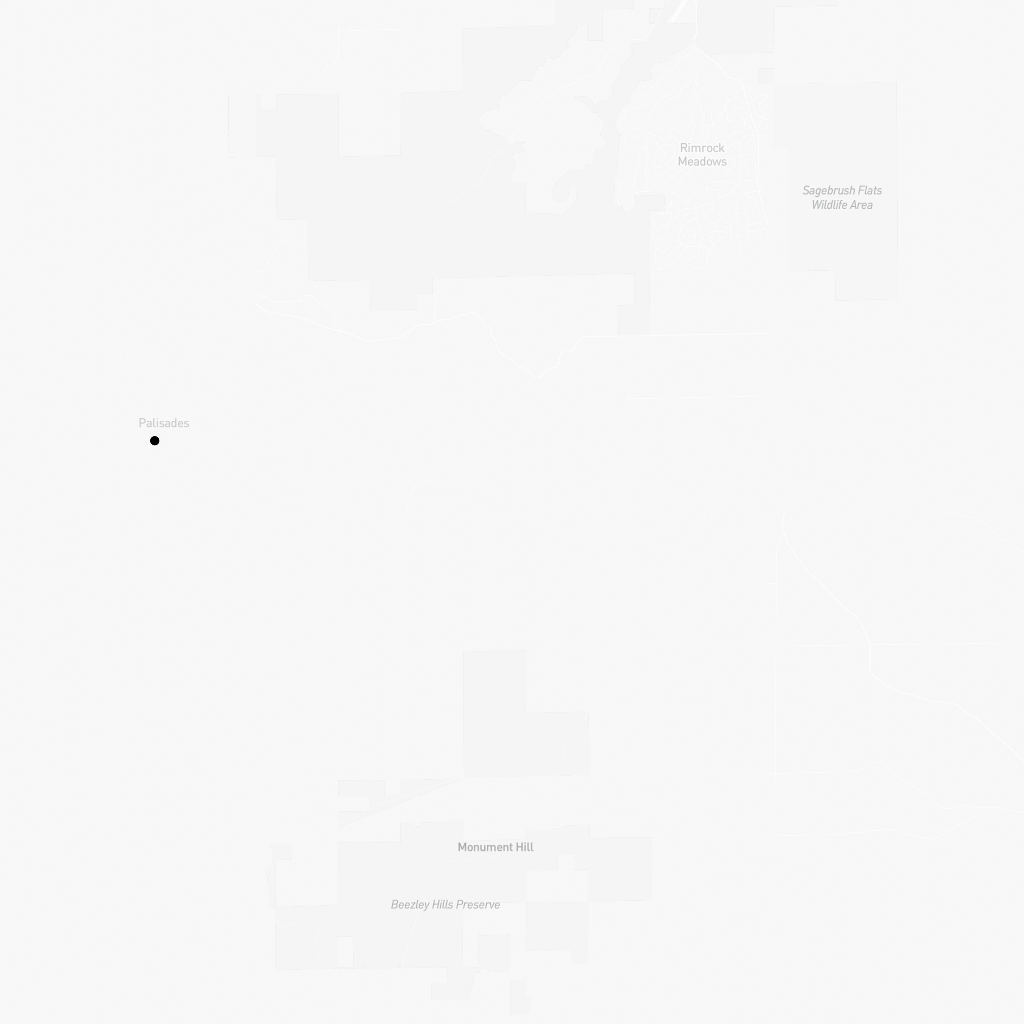 Rimrock
Meadows
Sagebrush Flats
Wildlife Area
Palisades
Monument Hill
Beezley Hills Preserve